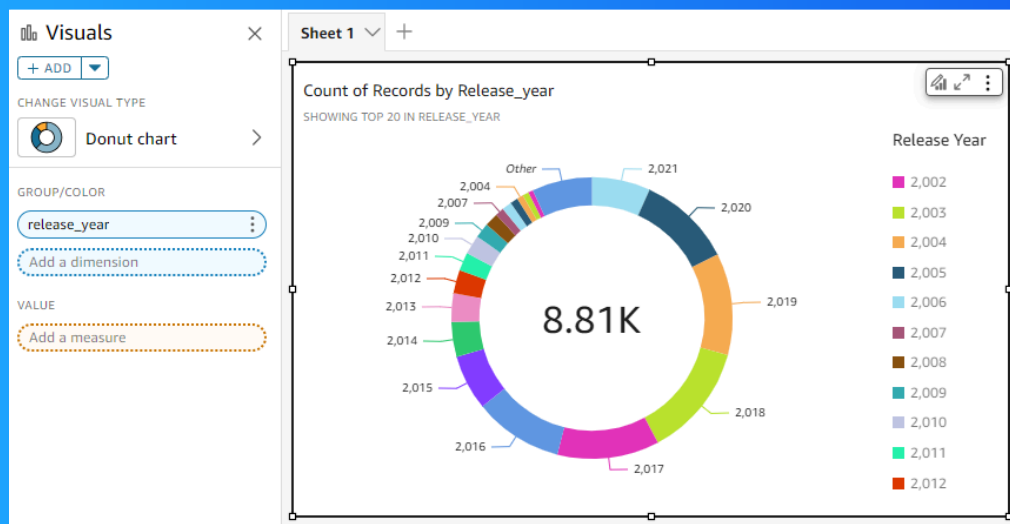 Visuals
+ ADD
CHANGE VISUAL TYPE
Donut chart
GROUP/COLOR
release_year
Add a dimension
VALUE
Add a measure
Sheet 1
Count of Records by Release_year
SHOWING TOP 20 IN RELEASE_YEAR
Other
2,021
2,004
2,020
2,007
2,009
2,010
2,011
2,012
2,019
2,013
8.81K
2,014
2,015
2,018
2,016
2,017
Release Year
2,002
2,003
2,004
2,005
2,006
2,007
2,008
2,009
2,010
2,011
2,012